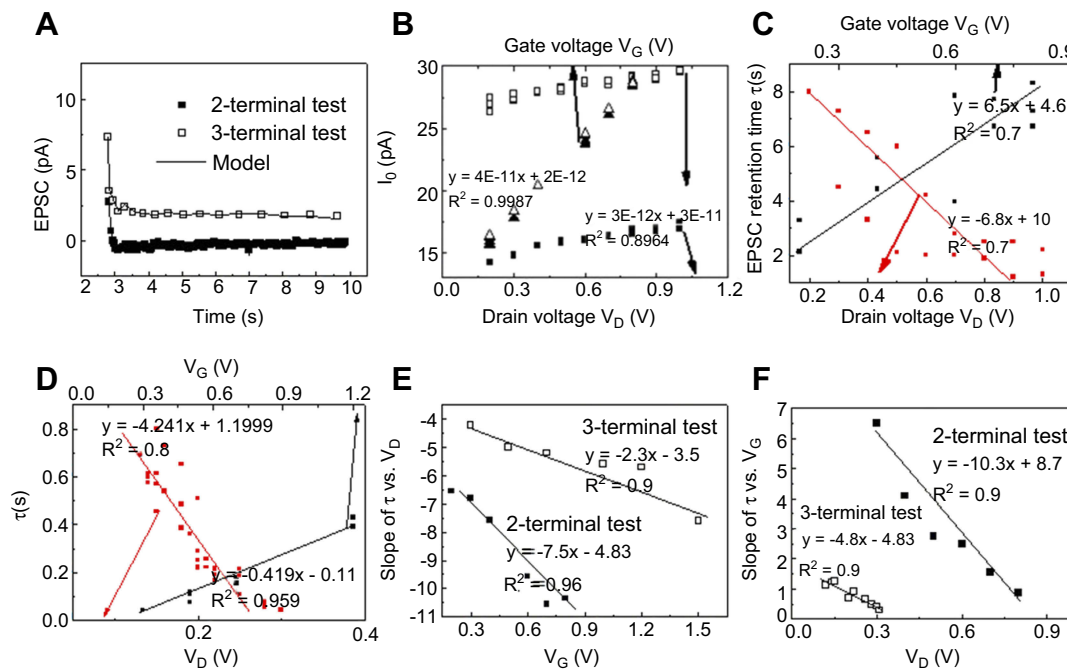 A
EPSC (pA)
10
5
0
2-terminal test
3-terminal test
Model
2 3 4 5 6 7 8 9 10
Time (s)
B
Gate voltage V_G (V)
I_0 (pA)
30
25
20
15
y = 4E-11x + 2E-12
R² = 0.9987
y = 3E-12x + 3E-11
R² = 0.8964
0.0 0.3 0.6 0.9 1.2
Drain voltage V_D (V)
C
Gate voltage V_G (V)
0.3 0.6
EPSC retention time τ(s)
8
6
4
2
y = 6.5x + 4.6
R² = 0.7
y = -6.8x + 10
R² = 0.7
0.2 0.4 0.6 0.8 1.0
Drain voltage V_D (V)
D
V_G (V)
0.0 0.3 0.6 0.9 1.2
τ(s)
0.8
0.6
0.4
0.2
0.0
y = -4.241x + 1.1999
R² = 0.8
y = -0.419x - 0.11
R² = 0.959
0.2 0.4
V_D (V)
E
Slope of τ vs. V_D
-4
-5
-6
-7
-8
-9
-10
-11
3-terminal test
y = -2.3x - 3.5
R² = 0.9
2-terminal test
y = -7.5x - 4.83
R² = 0.96
0.3 0.6 0.9 1.2 1.5
V_G (V)
F
Slope of τ vs. V_G
7
6
5
4
3
2
1
0
2-terminal test
y = -10.3x + 8.7
R² = 0.9
3-terminal test
y = -4.8x - 4.83
R² = 0.9
0.0 0.3 0.6 0.9
V_D (V)